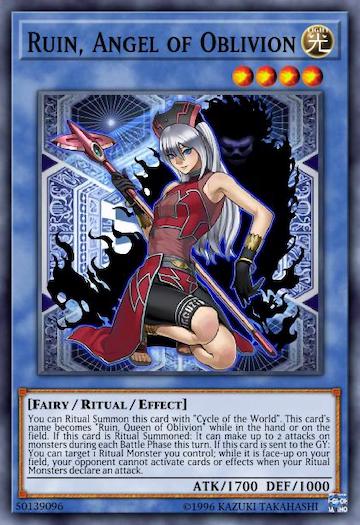 Ruin, Angel of Oblivion
LIGHT
光
[Fairy / Ritual / Effect]
You can Ritual Summon this card with "Cycle of the World". This card's
name becomes "Ruin, Queen of Oblivion" while in the hand or on the
field. If this card is Ritual Summoned: It can make up to 2 attacks on
monsters during each Battle Phase this turn. If this card is sent to the GY:
You can target 1 Ritual Monster you control; while it is face-up on your
field, your opponent cannot activate cards or effects when your Ritual
Monsters declare an attack.
ATK/1700 DEF/1000
50139096 ©1996 KAZUKI TAKAHASHI